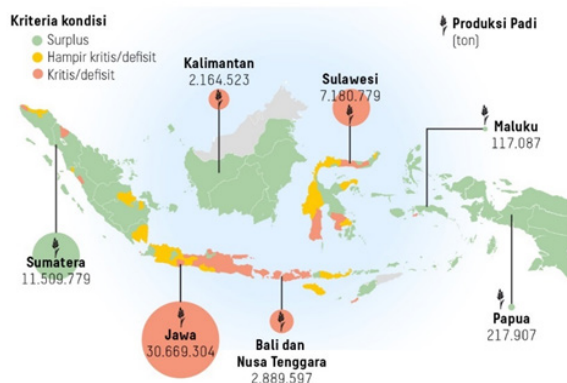 Kriteria kondisi
Surplus
Hampir kritis/defisit
Kritis/defisit
Produksi Padi
(ton)
Kalimantan
2.164.523
Sulawesi
7.180.779
Maluku
117.087
Sumatera
11.509.779
Jawa
30.669.304
Bali dan
Nusa Tenggara
2.889.597
Papua
217.907